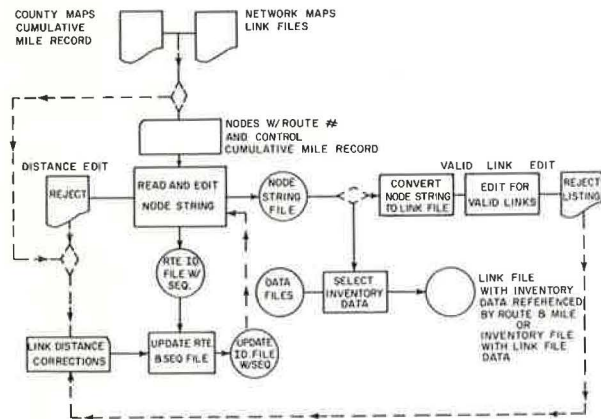 COUNTY MAPS
CUMULATIVE
MILE RECORD
NETWORK MAPS
LINK FILES
NODES W/ROUTE #
AND CONTROL
CUMULATIVE MILE RECORD
DISTANCE EDIT
REJECT
READ AND EDIT
NODE STRING
NODE
STRING
FILE
VALID LINK EDIT
CONVERT
NODE STRING
TO LINK FILE
EDIT FOR
VALID LINKS
REJECT
LISTING
RTE ID.
FILE W/
SEQ.
DATA
FILES
SELECT
INVENTORY
DATA
LINK FILE
WITH INVENTORY
DATA REFERENCED
BY ROUTE & MILE
OR
INVENTORY FILE
WITH LINK FILE
DATA
LINK DISTANCE
CORRECTIONS
UPDATE RTE
& SEQ FILE
UPDATE
ID. FILE
W/SEQ